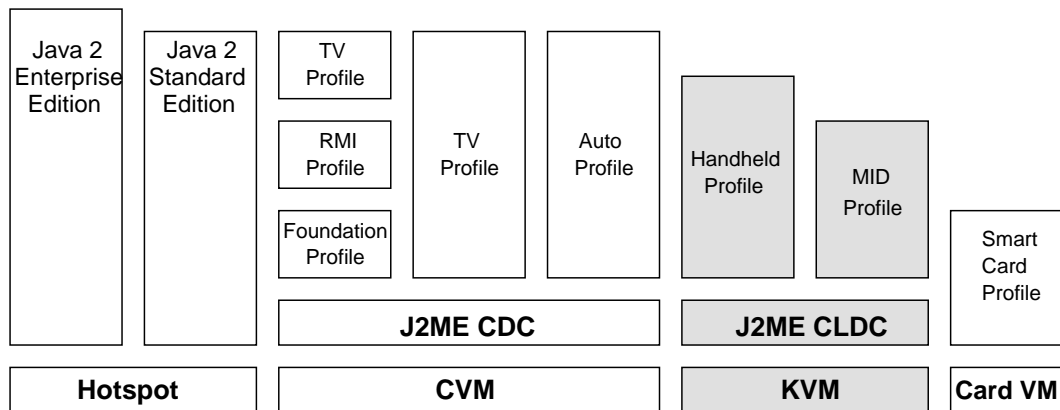 Java 2
Enterprise
Edition
Java 2
Standard
Edition
TV
Profile
RMI
Profile
Foundation
Profile
TV
Profile
Auto
Profile
Handheld
Profile
MID
Profile
Smart
Card
Profile
J2ME CDC
J2ME CLDC
Hotspot
CVM
KVM
Card VM